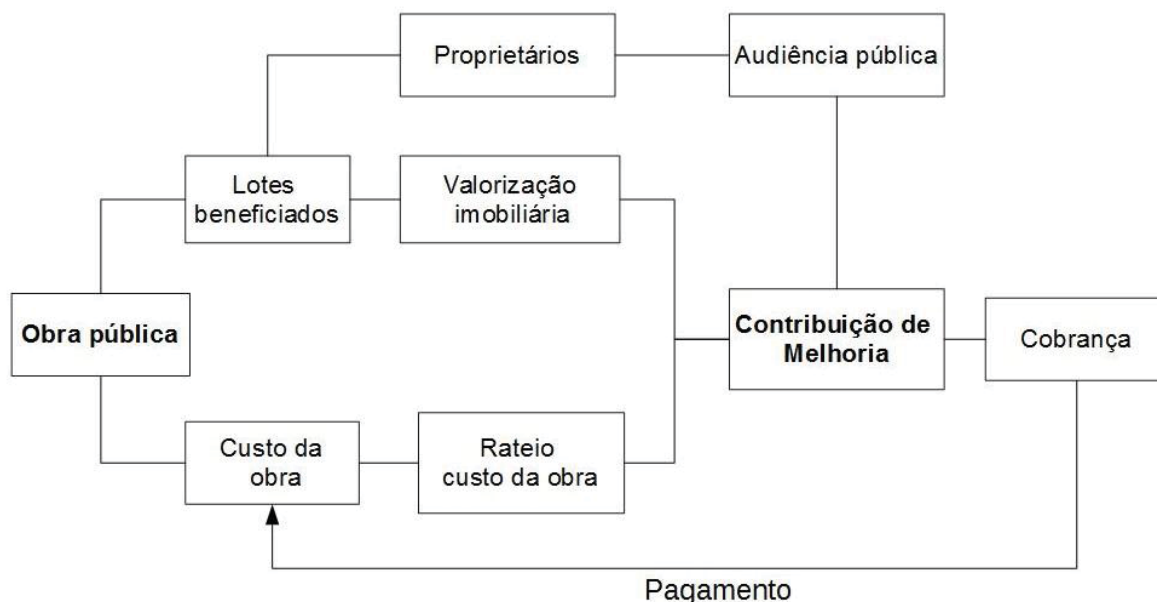 Proprietários
Audiência pública
Lotes
beneficiados
Valorização
imobiliária
Obra pública
Contribuição de
Melhoria
Cobrança
Custo da
obra
Rateio
custo da obra
Pagamento